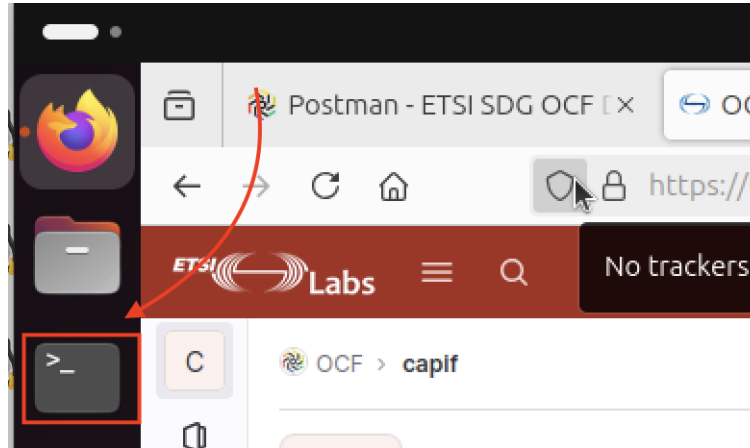 Postman - ETSI SDG OCF D
OC
https://
ETSI
Labs
No trackers
>_
C
OCF > capif